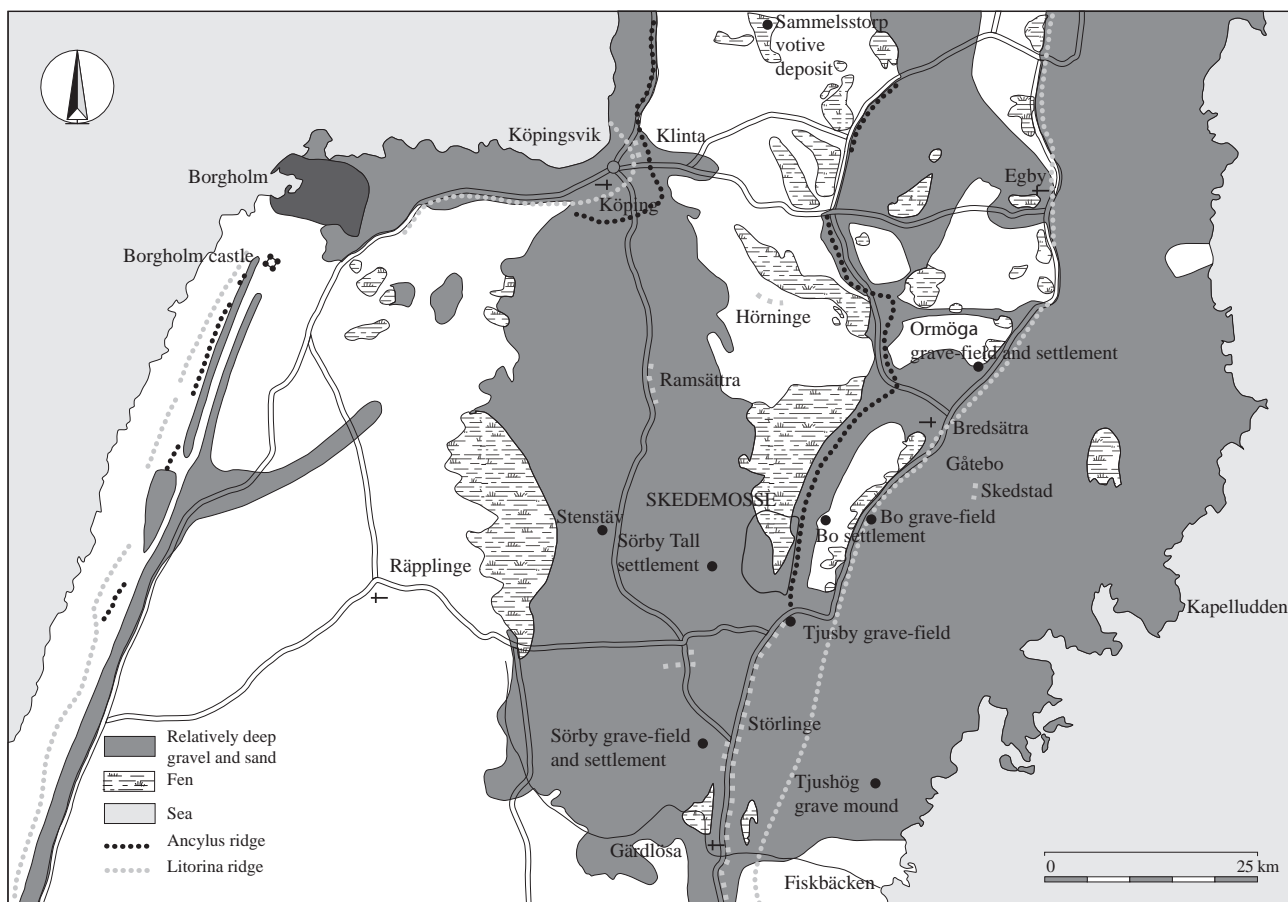 Sammelsstorp
votive
deposit
Köpingsvik
Klinta
Borgholm
Egby
Köping
Borgholm castle
Hörninge
Ormöga
grave-field and settlement
Ramsättra
Bredsätra
Gåtebo
Skedstad
SKEDEMOSSE
Stenstäv
Bo grave-field
Bo settlement
Sörby Tall
settlement
Räpplinge
Kapelludden
Tjusby grave-field
Störlinge
Sörby grave-field
and settlement
Tjushög
grave mound
Gärdlösa
Fiskbäcken
Relatively deep
gravel and sand
Fen
Sea
Ancylus ridge
Litorina ridge
0 25 km